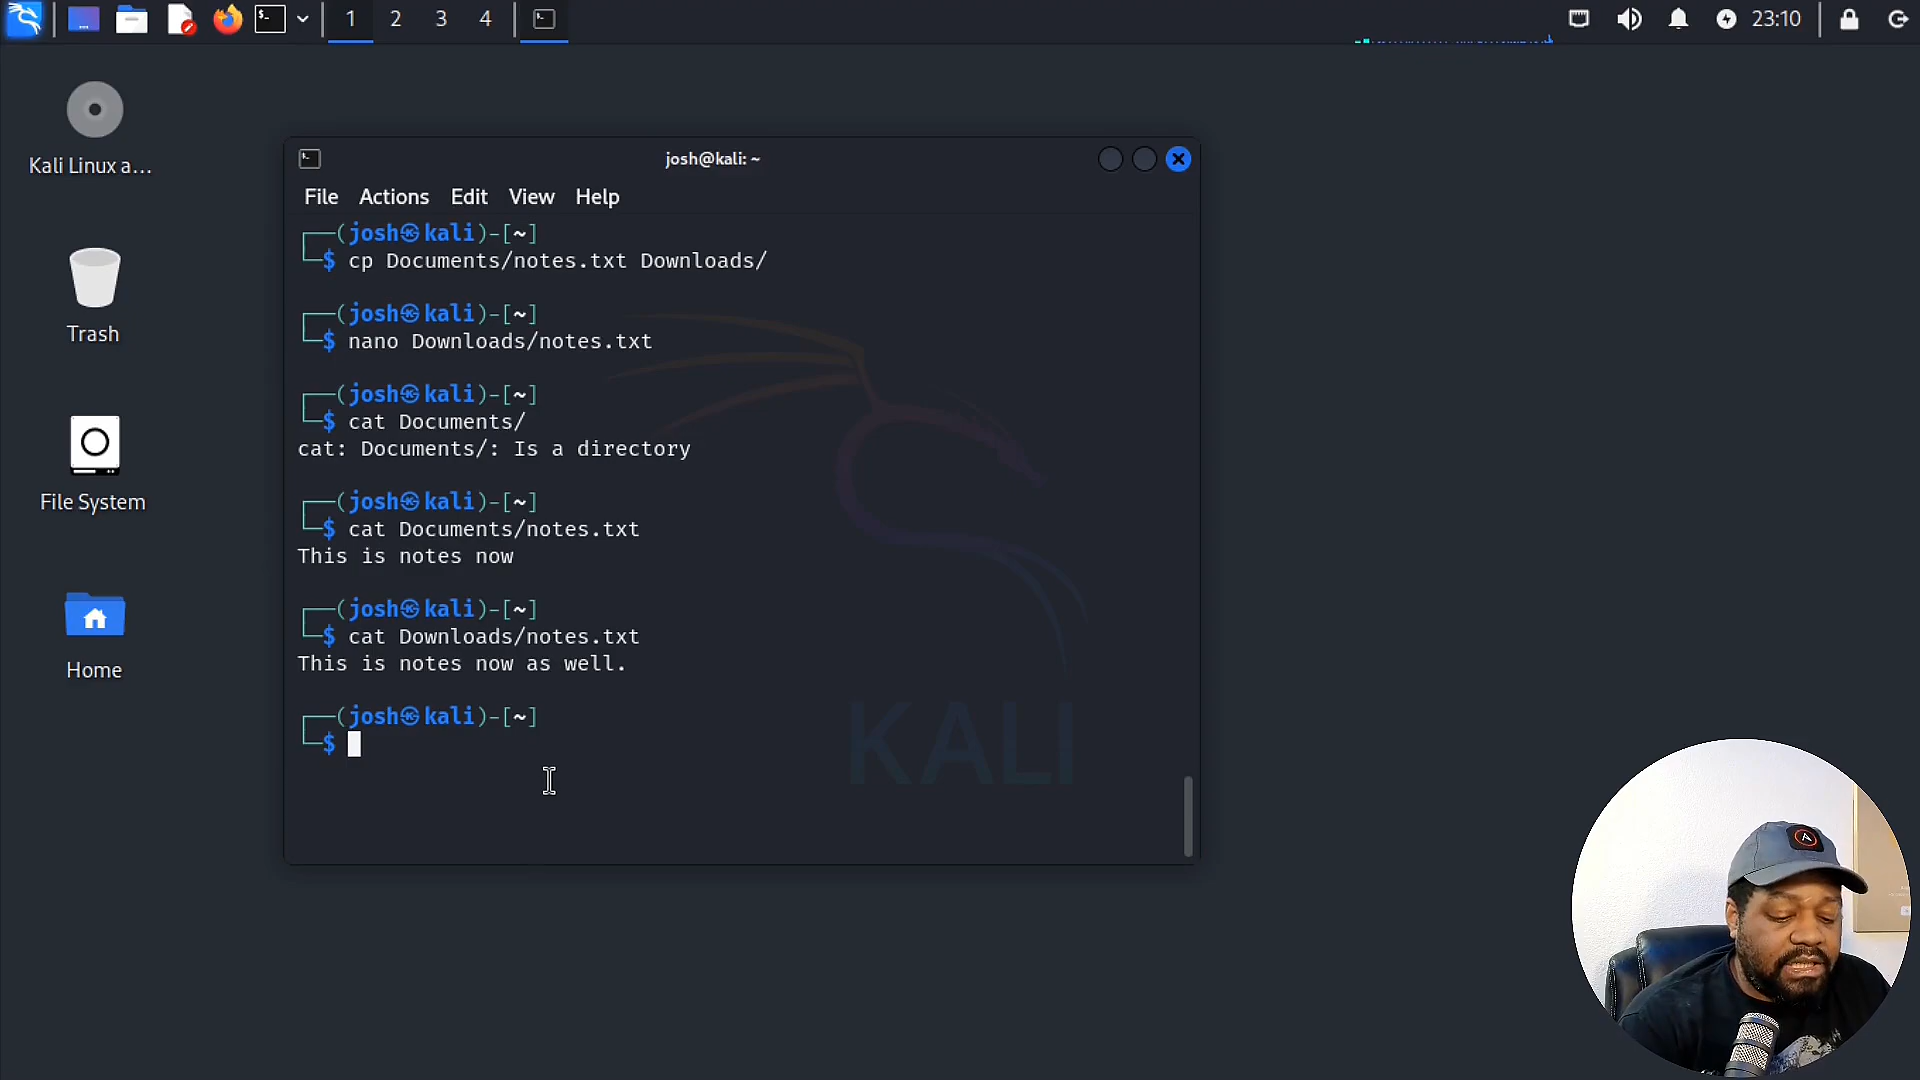 1 2 3 4 23:10
Kali Linux a...
Trash
File System
Home
josh@kali: ~
File Actions Edit View Help
┌──(josh㉿kali)-[~]
└─$ cp Documents/notes.txt Downloads/
┌──(josh㉿kali)-[~]
└─$ nano Downloads/notes.txt
┌──(josh㉿kali)-[~]
└─$ cat Documents/
cat: Documents/: Is a directory
┌──(josh㉿kali)-[~]
└─$ cat Documents/notes.txt
This is notes now
┌──(josh㉿kali)-[~]
└─$ cat Downloads/notes.txt
This is notes now as well.
┌──(josh㉿kali)-[~]
└─$
KALI